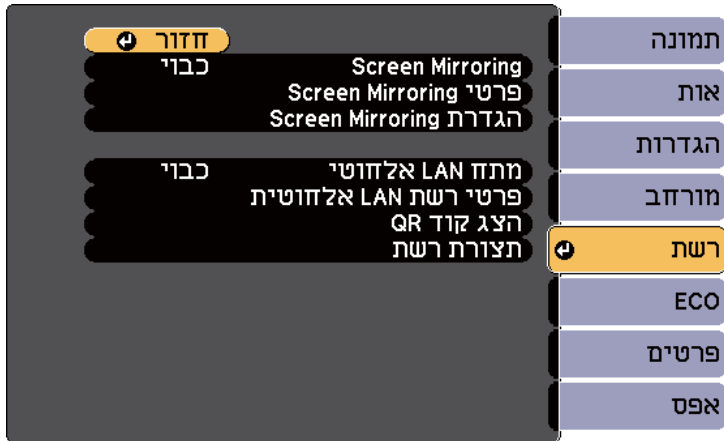 תמונה
אות
הגדרות
מורחב
רשת
ECO
פרטים
אפס
חזור
Screen Mirroring כבוי
פרטי Screen Mirroring
הגדרת Screen Mirroring
מתח LAN אלחוטי כבוי
פרטי רשת LAN אלחוטית
הצג קוד QR
תצורת רשת